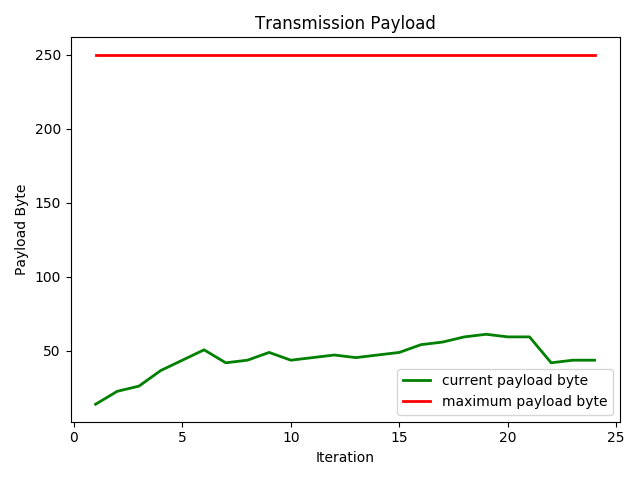 Transmission Payload
250
200
150
100
50
Payload Byte
0
5
10
15
20
25
Iteration
current payload byte
maximum payload byte